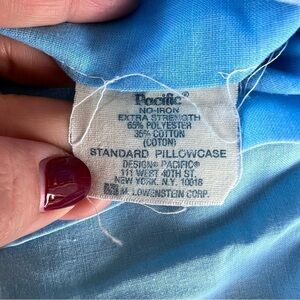 Pacific®
NO-IRON
EXTRA STRENGTH
65% POLYESTER
35% COTTON
(COTON)
STANDARD PILLOWCASE
DESIGN© PACIFIC®
111 WEST 40TH ST.
NEW YORK, N.Y. 10018
M. LOWENSTEIN CORP.